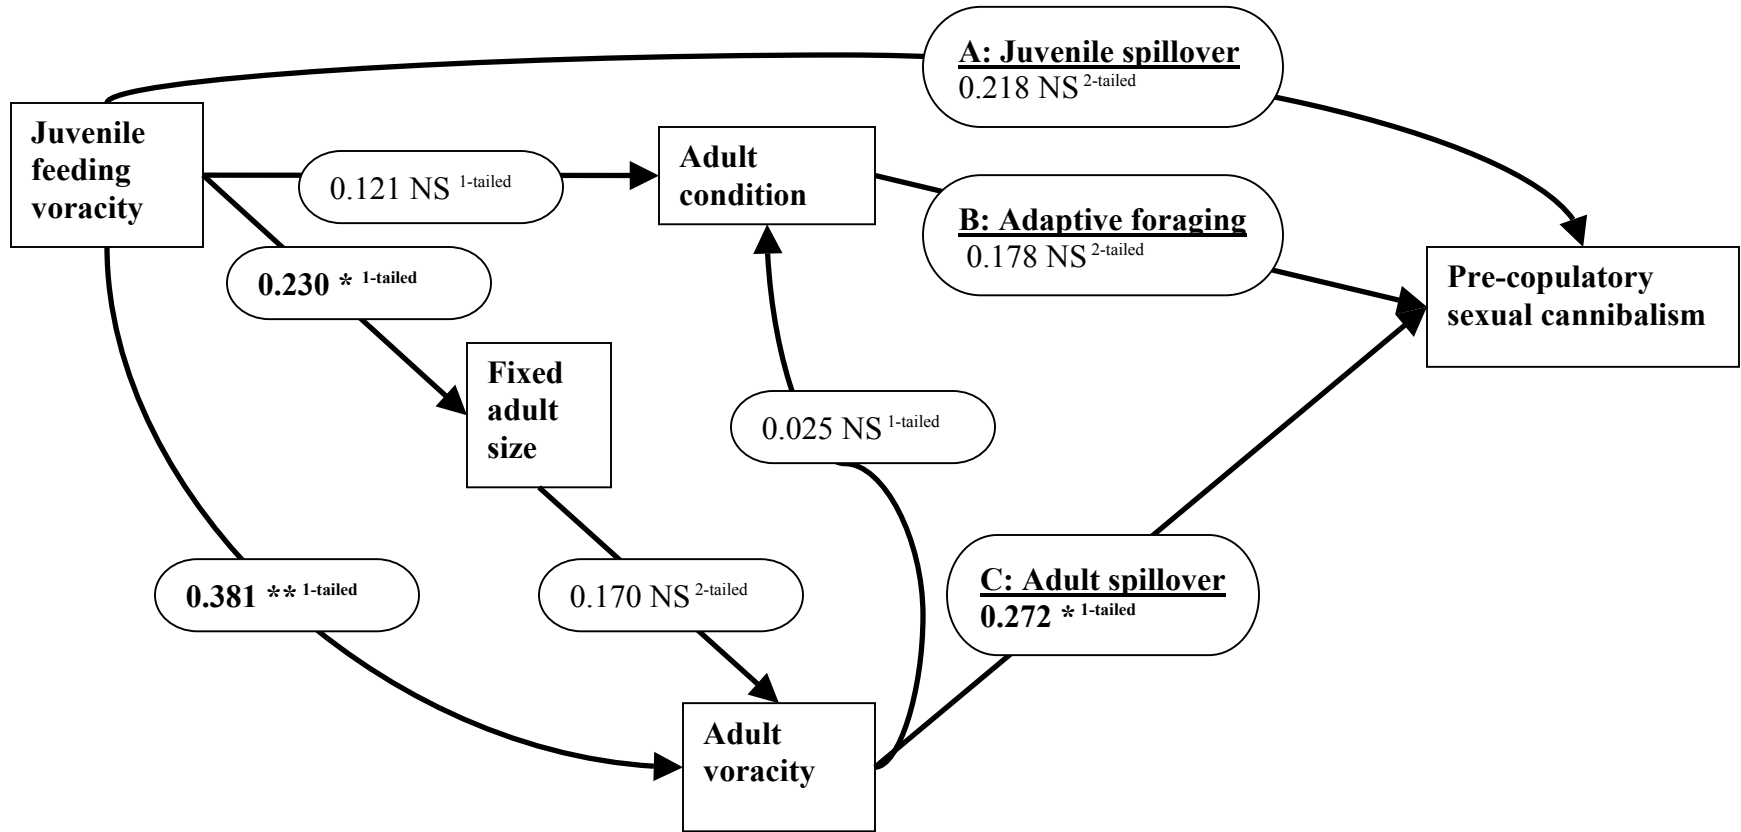 A: Juvenile spillover
0.218 NS 2-tailed
Juvenile
feeding
voracity
0.121 NS 1-tailed
Adult
condition
B: Adaptive foraging
0.178 NS 2-tailed
0.230 * 1-tailed
Pre-copulatory
sexual cannibalism
Fixed
adult
size
0.025 NS 1-tailed
0.381 ** 1-tailed
0.170 NS 2-tailed
C: Adult spillover
0.272 * 1-tailed
Adult
voracity